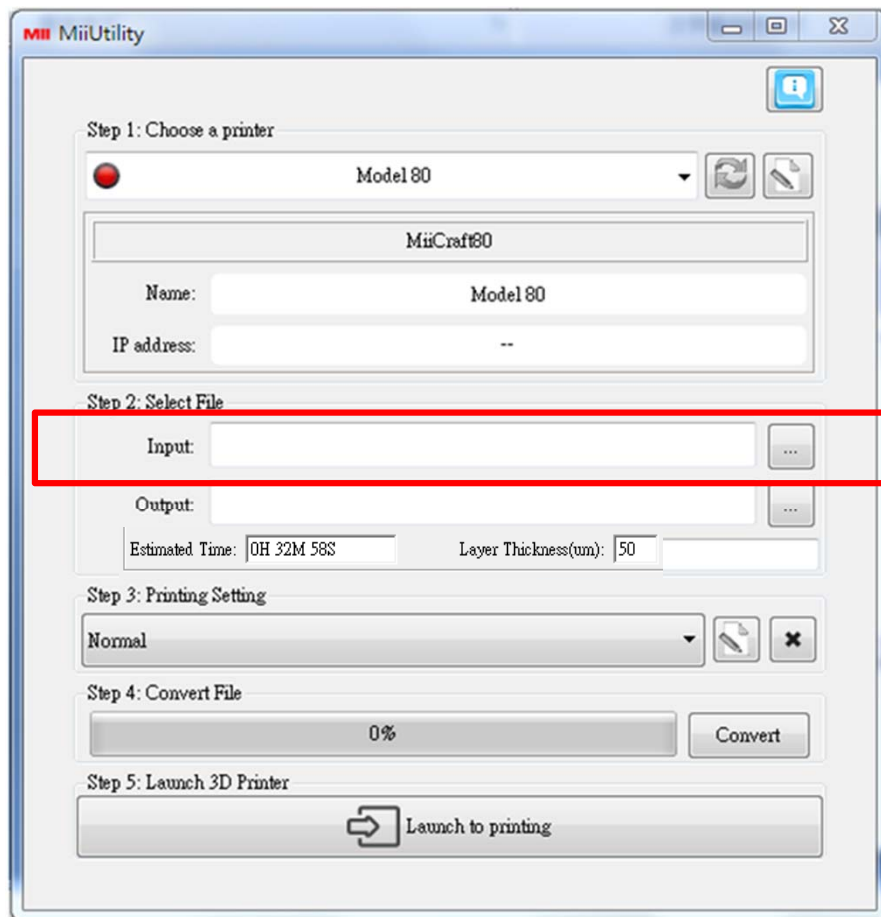 MII MiiUtility
Step 1: Choose a printer
Model 80
MiiCraft80
Name: Model 80
IP address: --
Step 2: Select File
Input: ...
Output: ...
Estimated Time: 0H 32M 58S Layer Thickness(um): 50
Step 3: Printing Setting
Normal
Step 4: Convert File
0% Convert
Step 5: Launch 3D Printer
Launch to printing